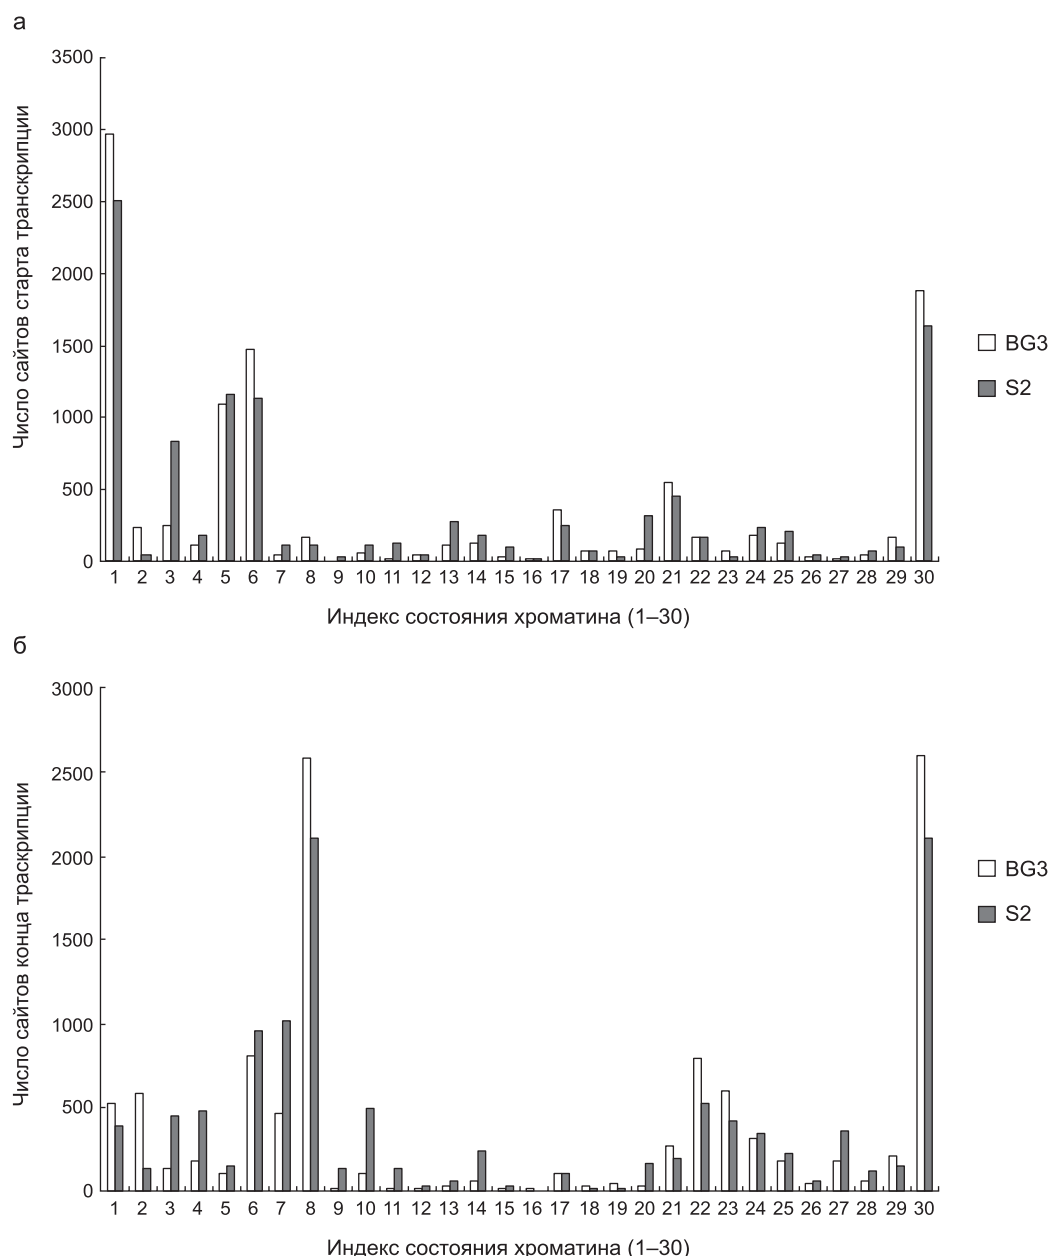 а
3500
3000
2500
2000
1500
1000
500
0
Число сайтов старта транскрипции
BG3
S2
1 2 3 4 5 6 7 8 9 10 11 12 13 14 15 16 17 18 19 20 21 22 23 24 25 26 27 28 29 30
Индекс состояния хроматина (1–30)
б
3000
2500
2000
1500
1000
500
0
Число сайтов конца траскрипции
BG3
S2
1 2 3 4 5 6 7 8 9 10 11 12 13 14 15 16 17 18 19 20 21 22 23 24 25 26 27 28 29 30
Индекс состояния хроматина (1–30)